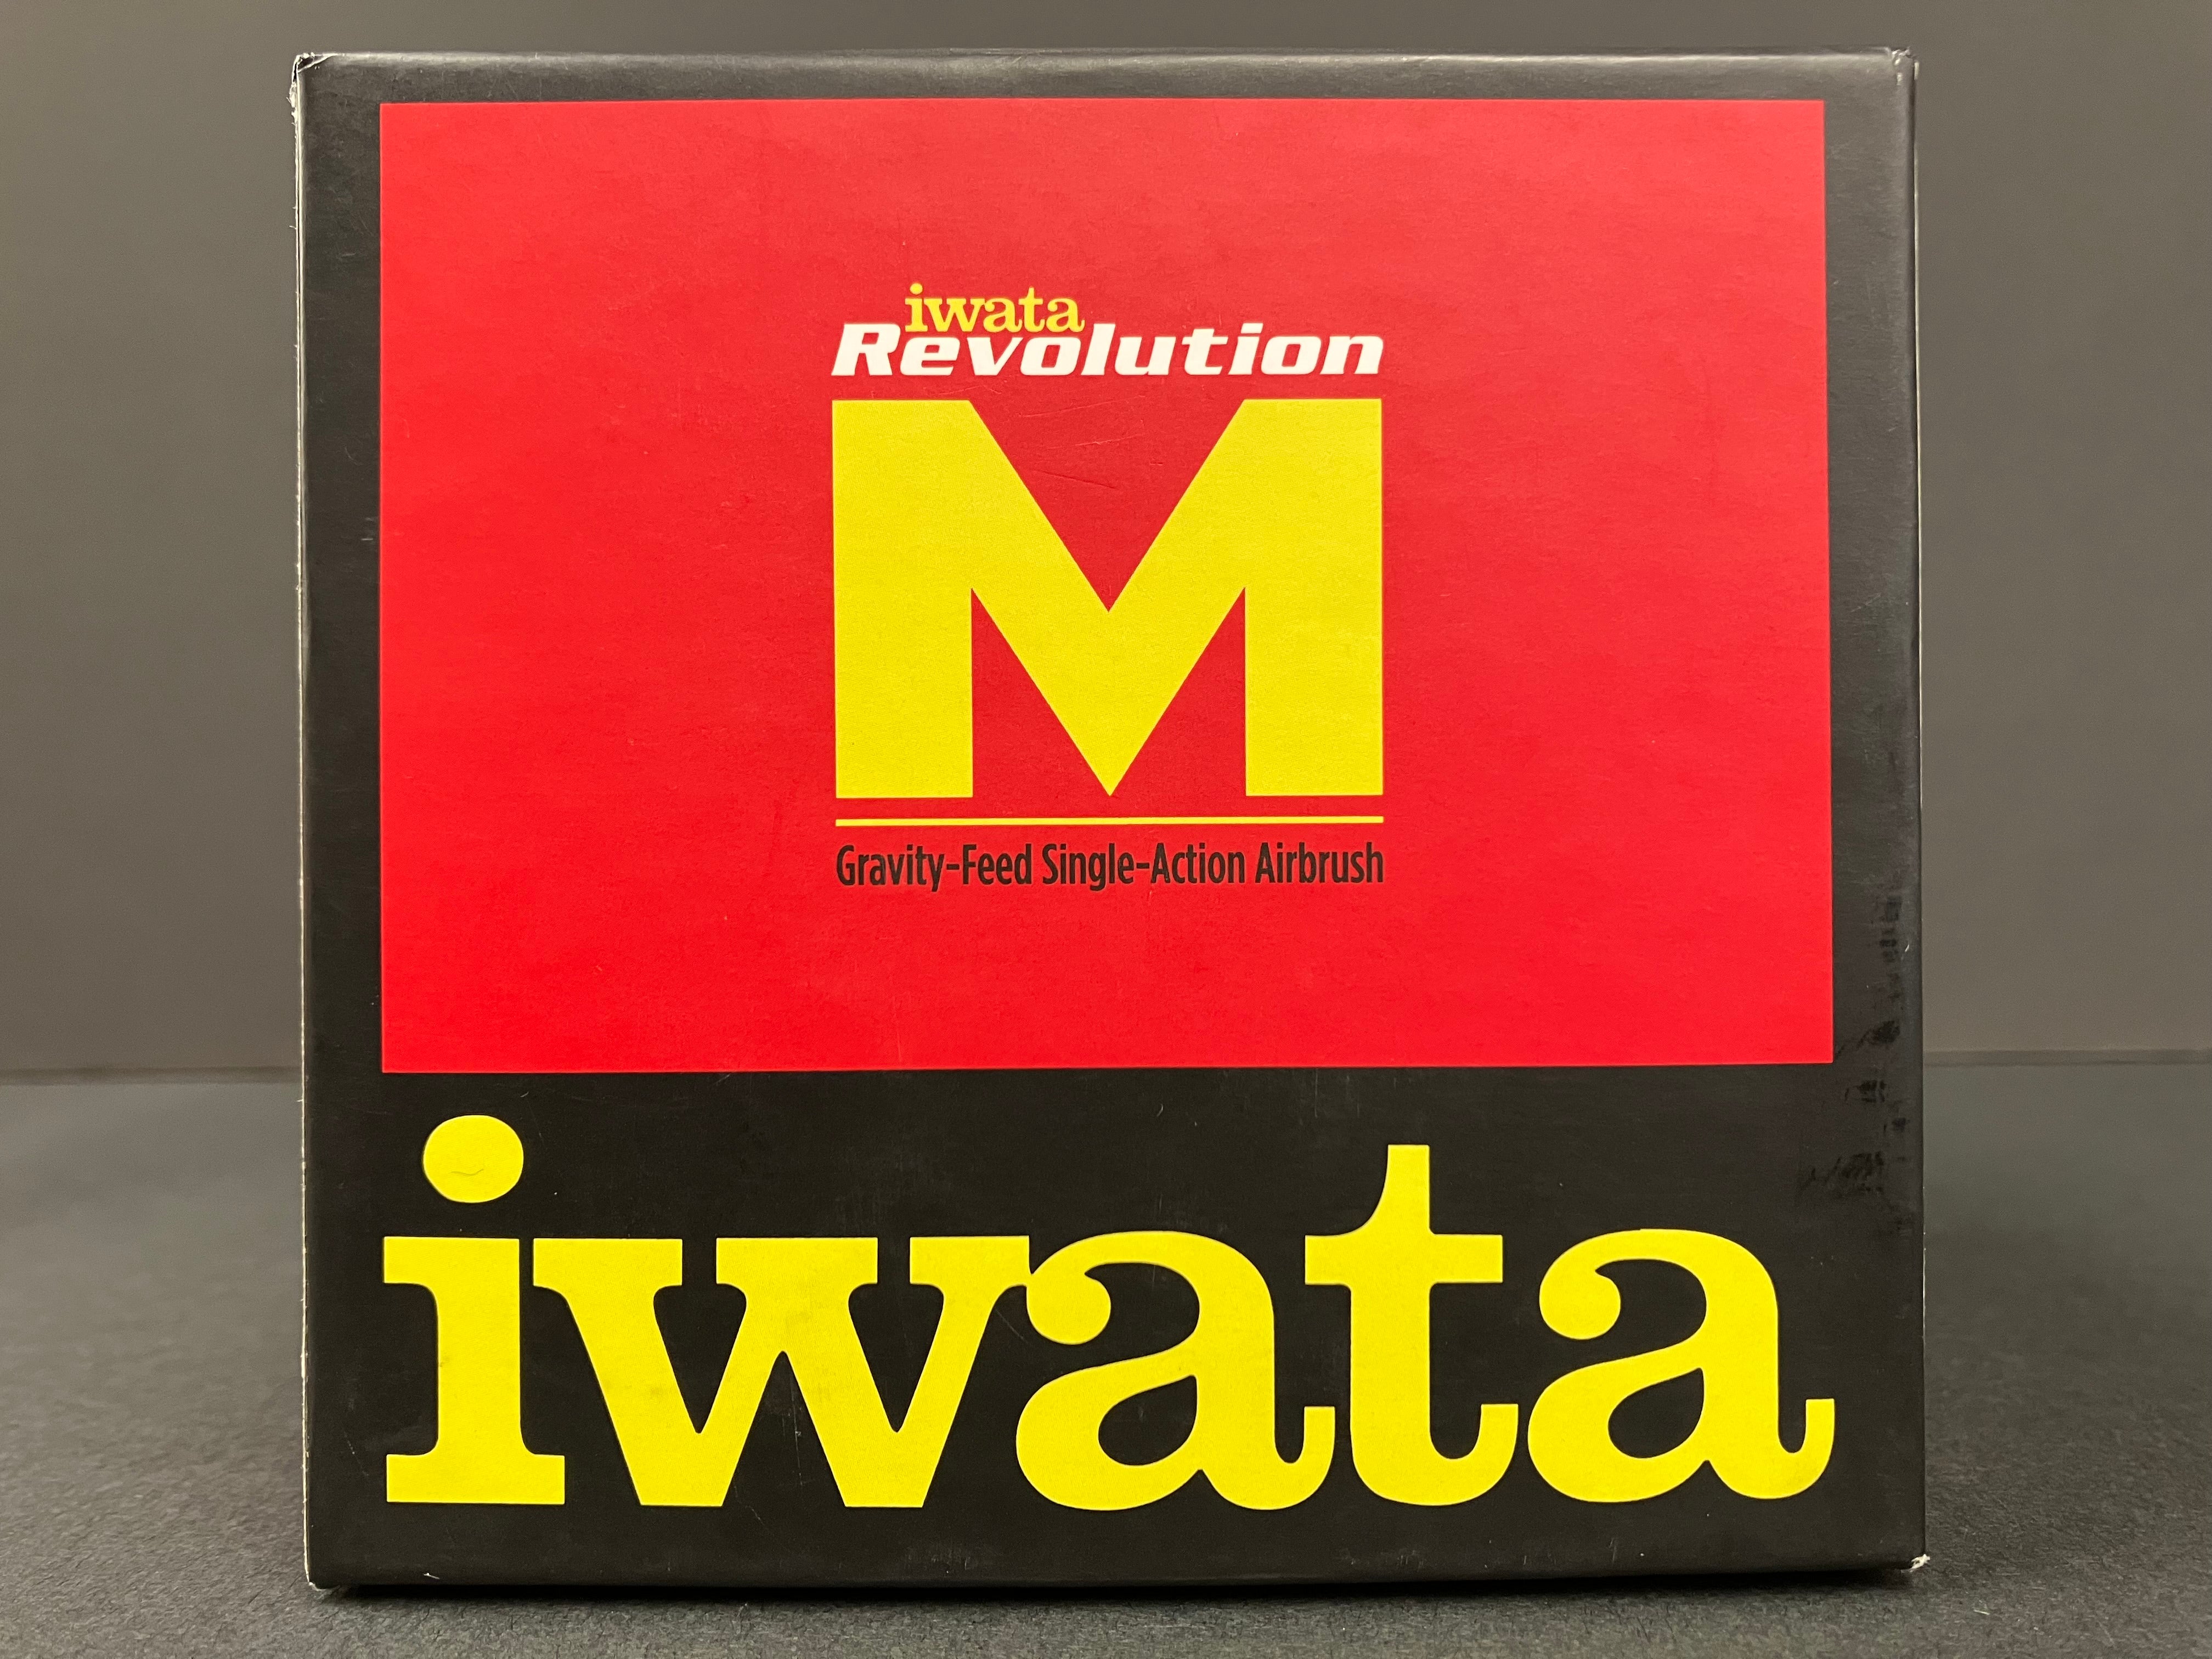 iwata
Revolution
M
Gravity-Feed Single-Action Airbrush
iwata